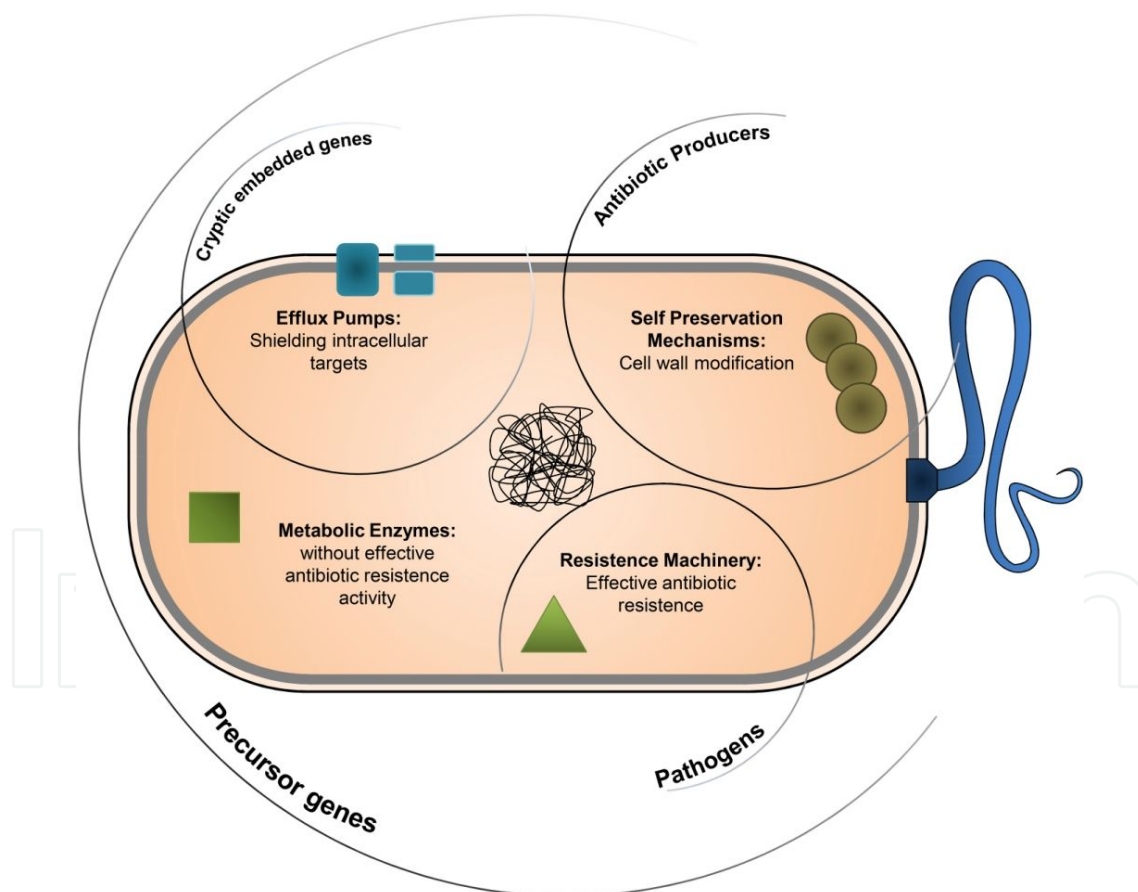 Cryptic embedded genes
Antibiotic Producers
Efflux Pumps:
Shielding intracellular
targets
Self Preservation
Mechanisms:
Cell wall modification
Metabolic Enzymes:
without effective
antibiotic resistence
activity
Resistence Machinery:
Effective antibiotic
resistence
Precursor genes
Pathogens